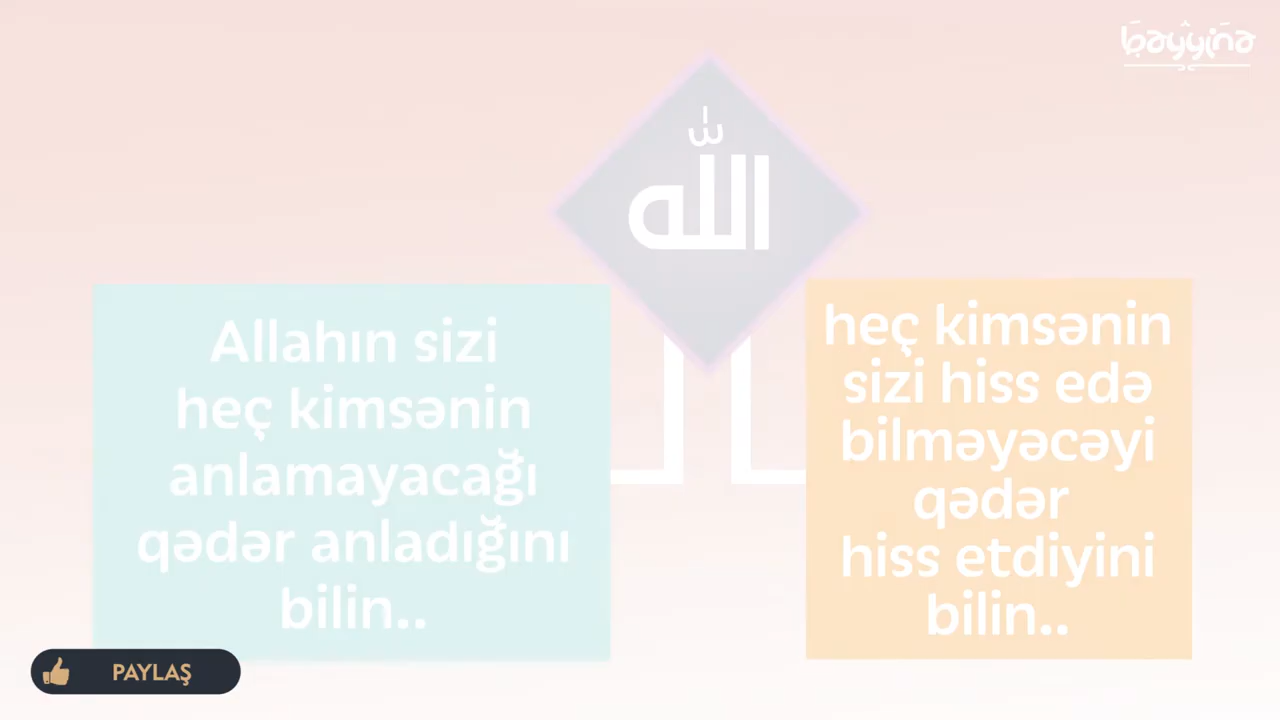 bayyinə
الله
Allahın sizi
heç kimsənin
anlamayacağı
qədər anladığını
bilin..
heç kimsənin
sizi hiss edə
bilməyəcəyi
qədər
hiss etdiyini
bilin..
PAYLAŞ